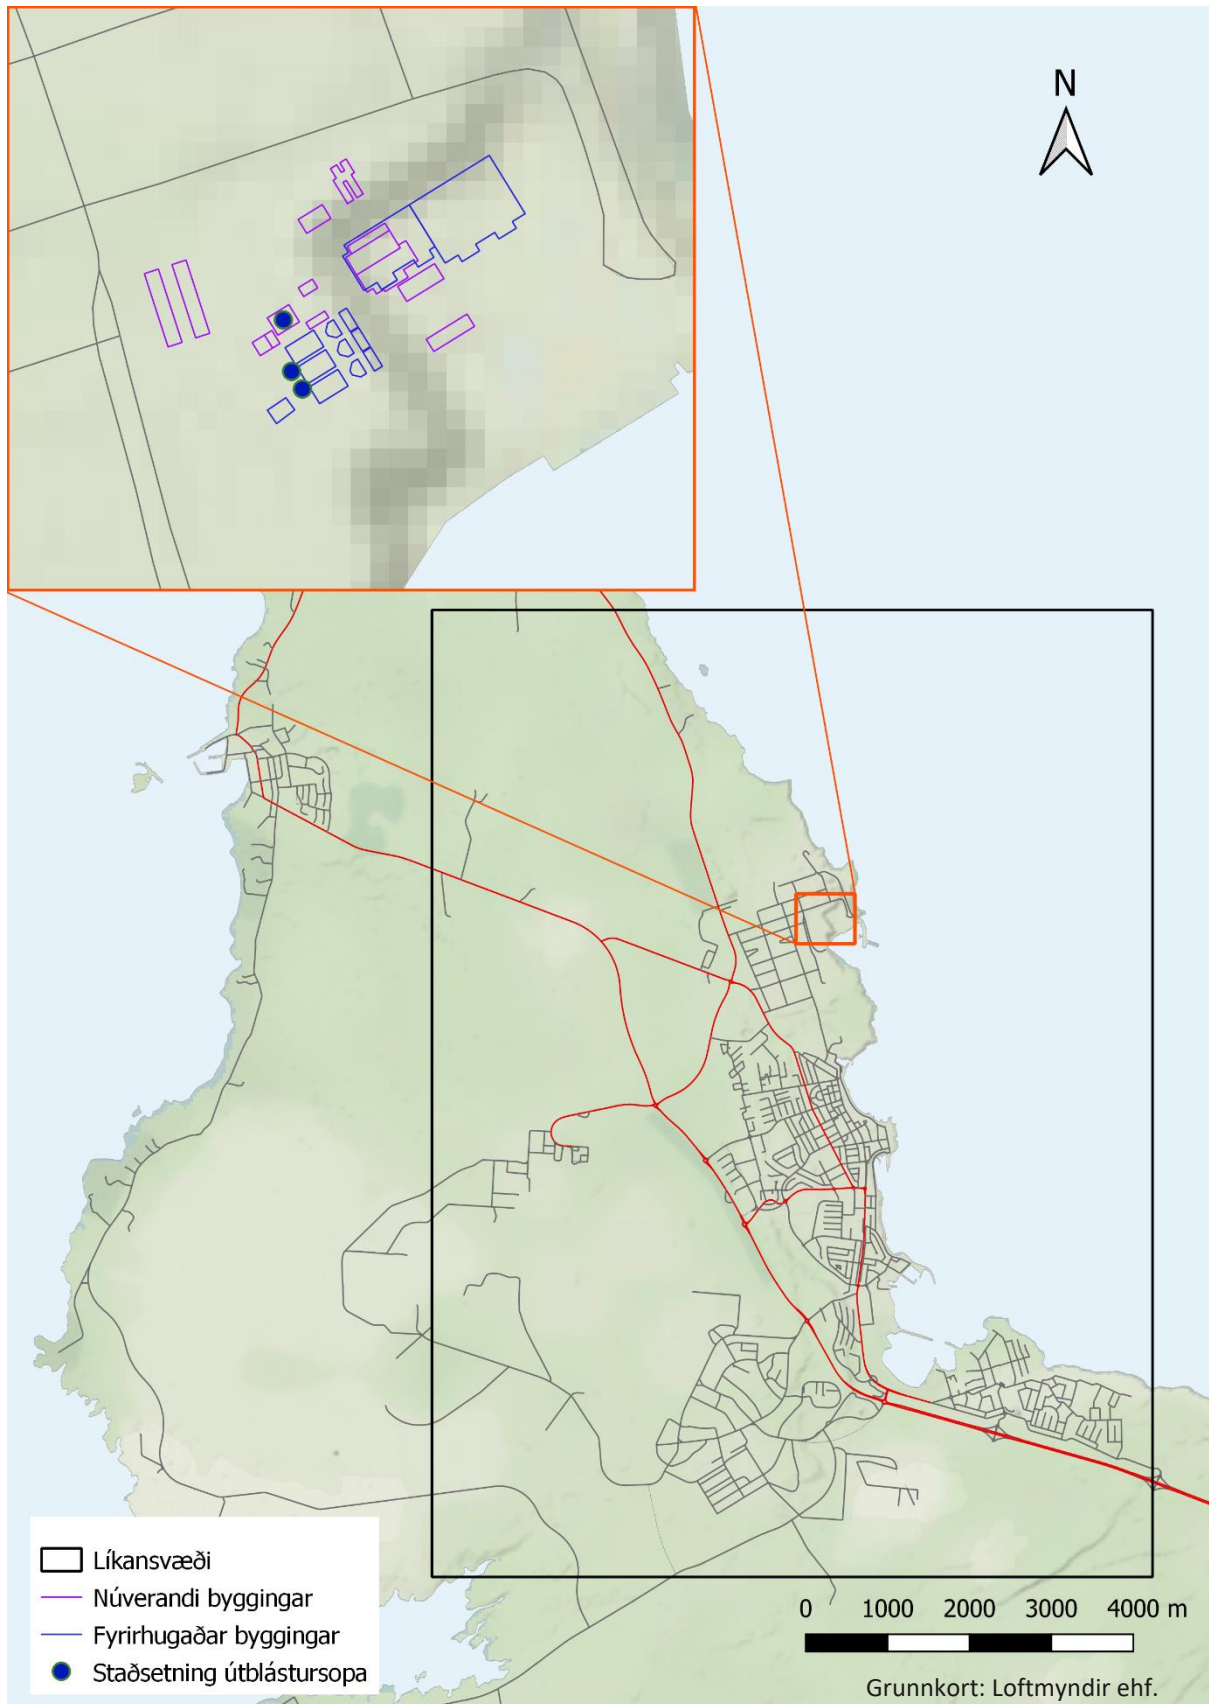 N
Líkansvæði
Núverandi byggingar
Fyrirhugaðar byggingar
Staðsetning útblástursopa
0 1000 2000 3000 4000 m
Grunnkort: Loftmyndir ehf.